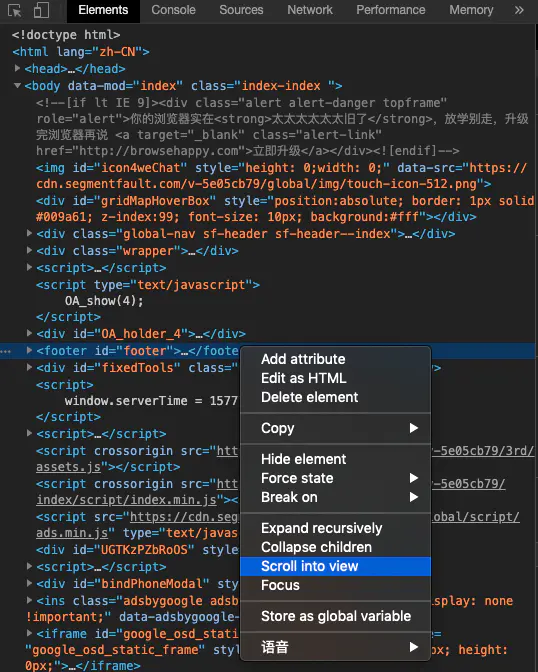 Elements Console Sources Network Performance Memory »
<!doctype html>
<html lang="zh-CN">
<head>…</head>
<body data-mod="index" class="index-index ">
<!--[if lt IE 9]><div class="alert alert-danger topframe"
role="alert">你的浏览器实在<strong>太太太太太太旧了</strong>，放学别走，升级
完浏览器再说 <a target="_blank" class="alert-link"
href="http://browsehappy.com">立即升级</a></div><![endif]-->
<img id="icon4weChat" style="height: 0;width: 0;" data-src="https://
cdn.segmentfault.com/v-5e05cb79/global/img/touch-icon-512.png">
<div id="gridMapHoverBox" style="position:absolute; border: 1px solid
#009a61; z-index:99; font-size: 10px; background:#fff"></div>
<div class="global-nav sf-header sf-header--index">…</div>
<div class="wrapper">…</div>
<script>…</script>
<script type="text/javascript">
OA_show(4);
</script>
<div id="OA_holder_4">…</div>
<footer id="footer">…</foote
<div id="fixedTools" class=" >…</div>
<script>
window.serverTime = 1577
</script>
<script>…</script>
<script crossorigin src="ht -5e05cb79/3rd/
assets.js"></script>
<script crossorigin src="ht v-5e05cb79/
index/script/index.min.js"><
<script src="https://cdn.seg lobal/script/
ads.min.js" type="text/javas
<div id="UGTKzPZbRoOS" style
<script>…</script>
<div id="bindPhoneModal" sty
<ins class="adsbygoogle adsb splay: none
!important;" data-adsbygoogle-
<iframe id="google_osd_stati =
"google_osd_static_frame" s px; height:
0px;">…</iframe>
Add attribute
Edit as HTML
Delete element
Copy
Hide element
Force state
Break on
Expand recursively
Collapse children
Scroll into view
Focus
Store as global variable
语音